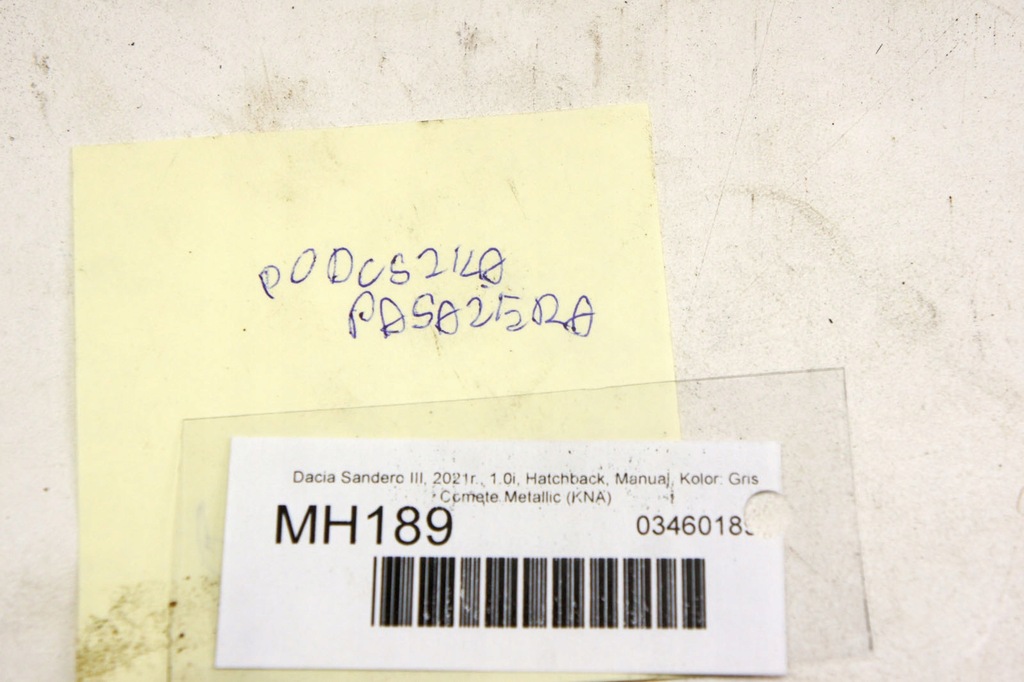 PODUSZKA
PASAŻERA
Dacia Sandero III, 2021r., 1.0i, Hatchback, Manual, Kolor: Gris
Comete Metallic (KNA)
MH189
0346018